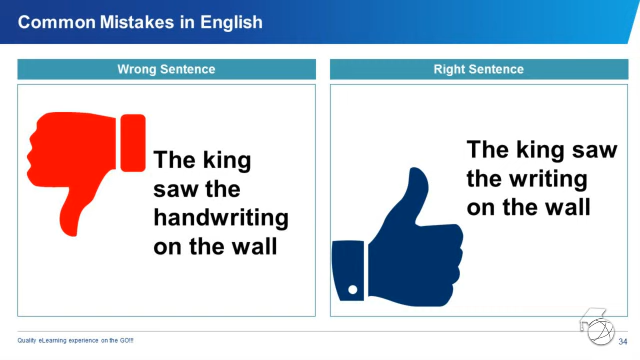 Common Mistakes in English
Wrong Sentence
The king
saw the
handwriting
on the wall
Right Sentence
The king saw
the writing
on the wall
Quality eLearning experience on the GO!!!
34